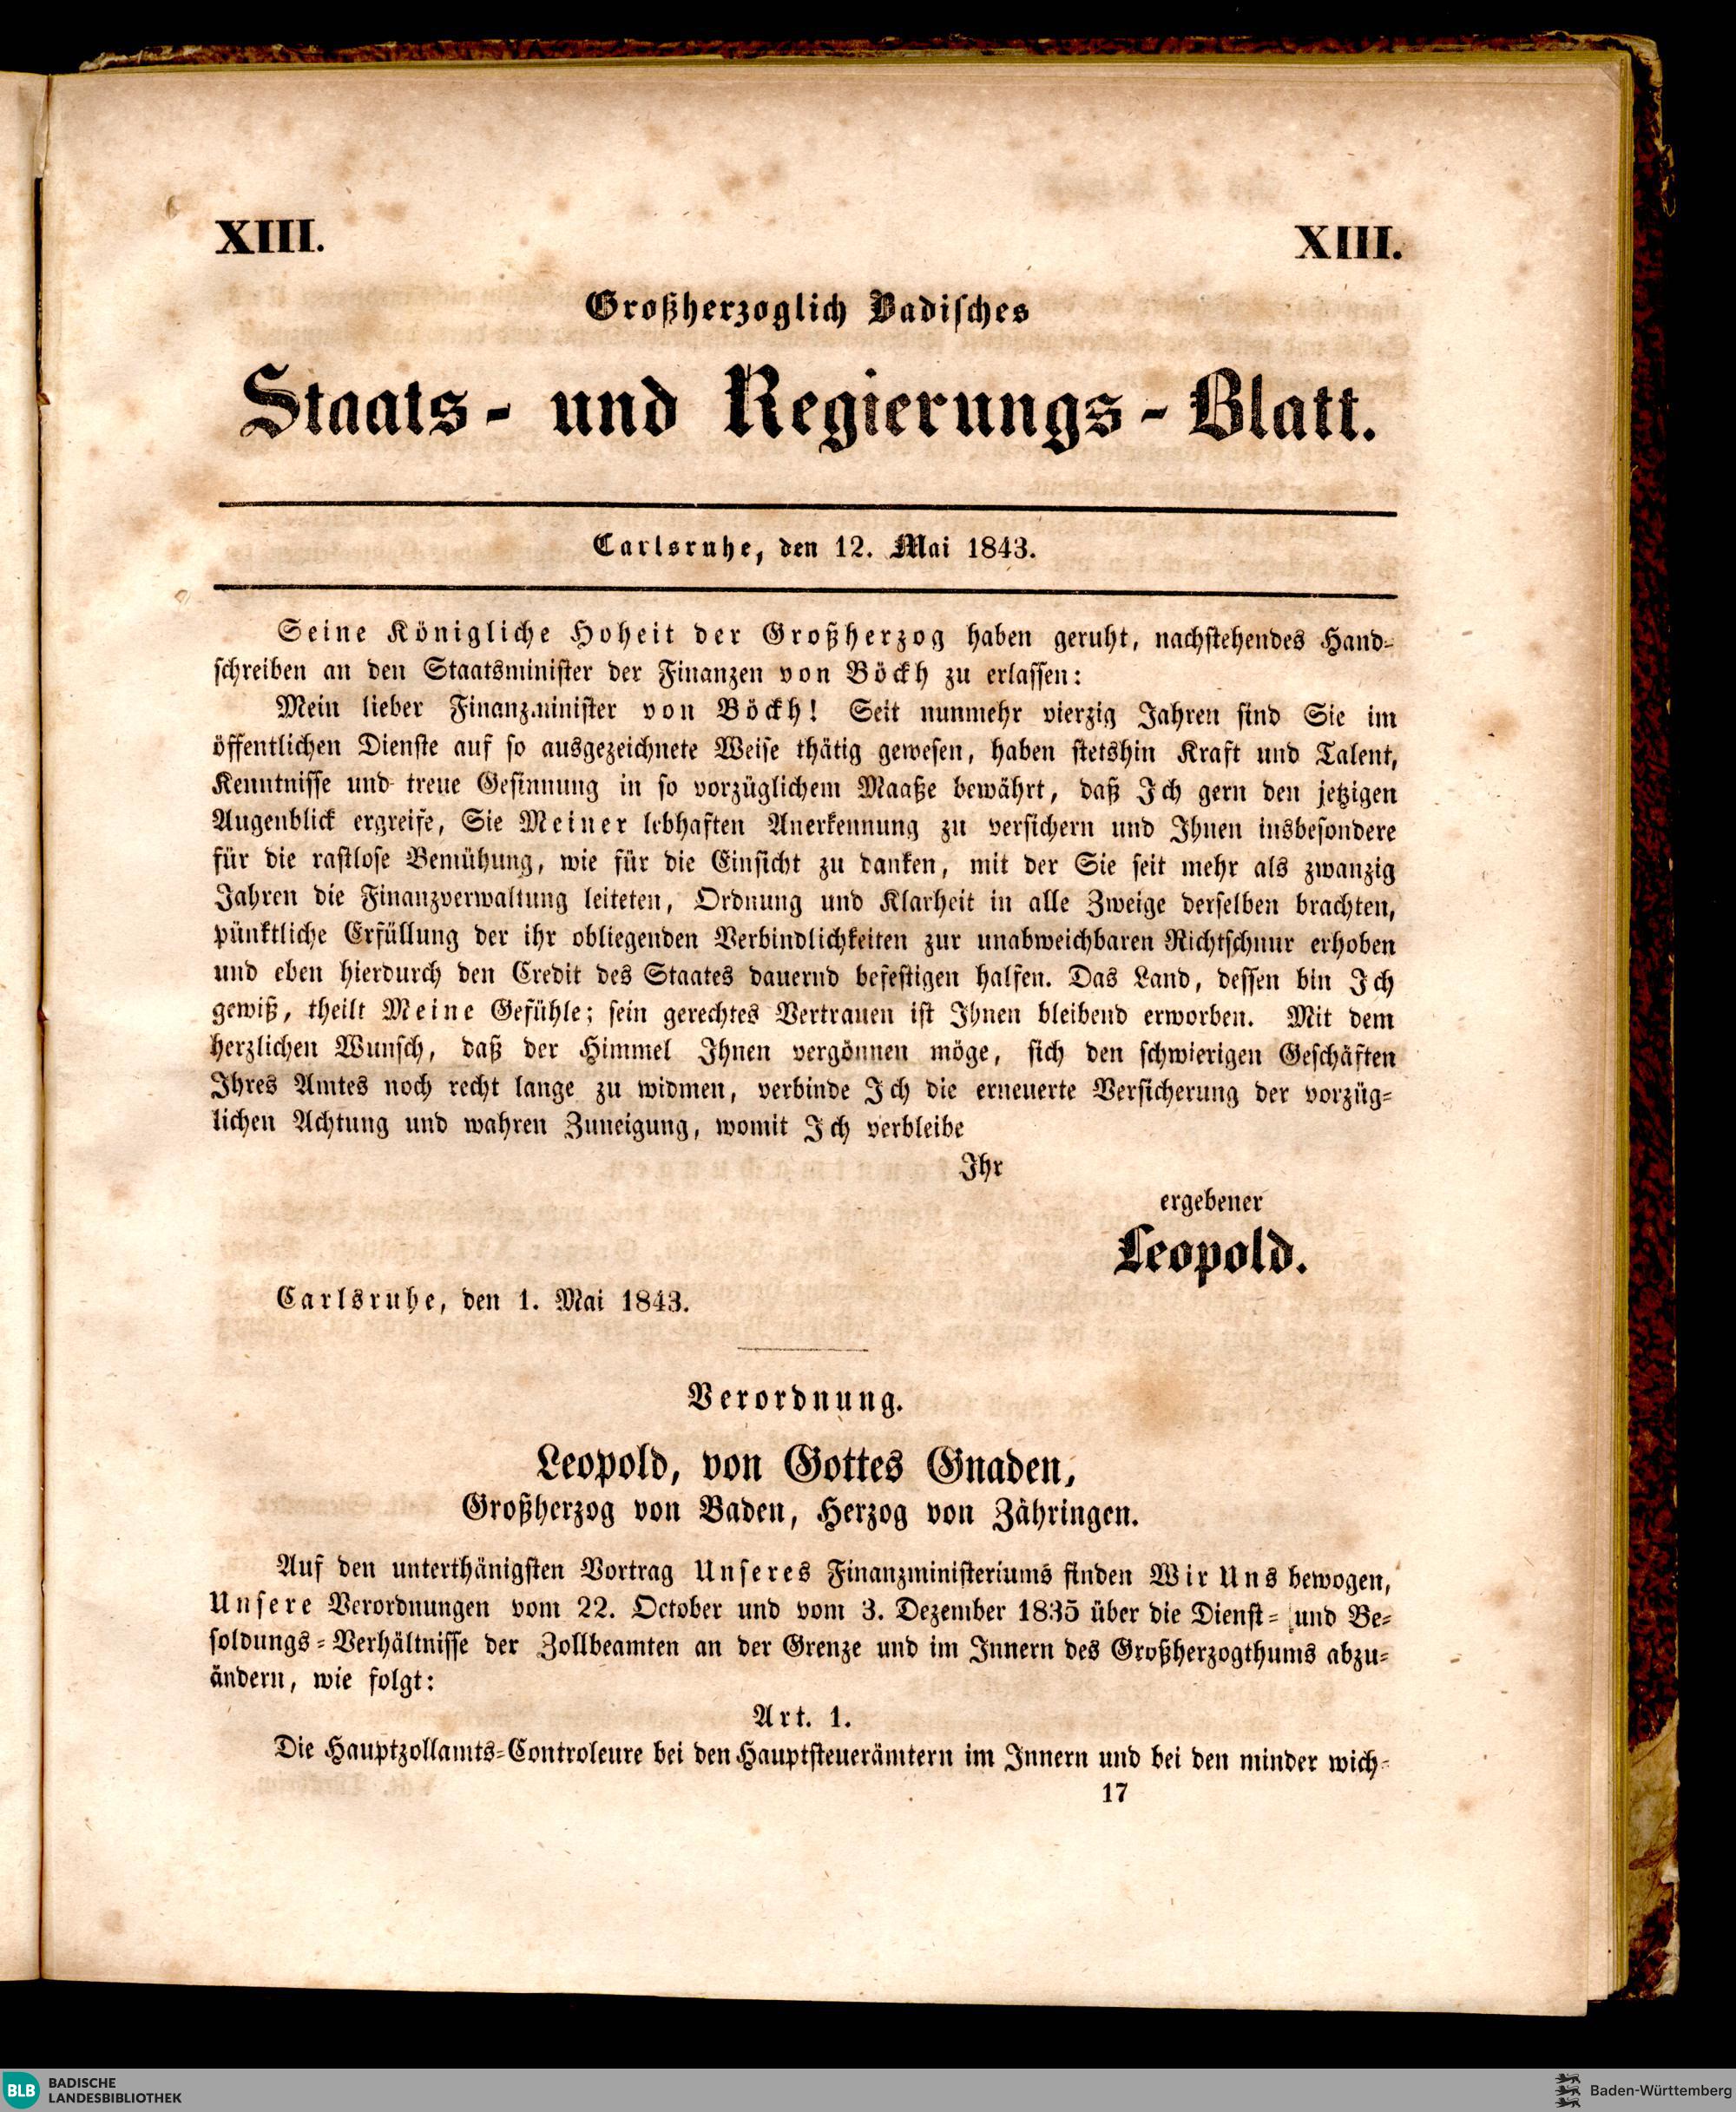 XIII.
XIII.
Großherzoglich Badisches
Staats- und Regierungs-Blatt.
Carlsruhe, den 12. Mai 1843.
Seine Königliche Hoheit der Großherzog haben geruht, nachstehendes Hand-
schreiben an den Staatsminister der Finanzen von Böckh zu erlassen:
Mein lieber Finanzminister von Böckh! Seit nunmehr vierzig Jahren sind Sie im
öffentlichen Dienste auf so ausgezeichnete Weise thätig gewesen, haben stetshin Kraft und Talent,
Kenntnisse und treue Gesinnung in so vorzüglichem Maaße bewährt, daß Ich gern den jetzigen
Augenblick ergreife, Sie Meiner lebhaften Anerkennung zu versichern und Ihnen insbesondere
für die rastlose Bemühung, wie für die Einsicht zu danken, mit der Sie seit mehr als zwanzig
Jahren die Finanzverwaltung leiteten, Ordnung und Klarheit in alle Zweige derselben brachten,
pünktliche Erfüllung der ihr obliegenden Verbindlichkeiten zur unabweichbaren Richtschnur erhoben
und eben hierdurch den Credit des Staates dauernd befestigen halfen. Das Land, dessen bin Ich
gewiß, theilt Meine Gefühle; sein gerechtes Vertrauen ist Ihnen bleibend erworben. Mit dem
herzlichen Wunsch, daß der Himmel Ihnen vergönnen möge, sich den schwierigen Geschäften
Ihres Amtes noch recht lange zu widmen, verbinde Ich die erneuerte Versicherung der vorzüg-
lichen Achtung und wahren Zuneigung, womit Ich verbleibe
Ihr
ergebener
Leopold.
Carlsruhe, den 1. Mai 1843.
Verordnung.
Leopold, von Gottes Gnaden,
Großherzog von Baden, Herzog von Zähringen.
Auf den unterthänigsten Vortrag Unseres Finanzministeriums finden Wir Uns bewogen,
Unsere Verordnungen vom 22. October und vom 3. Dezember 1835 über die Dienst- und Be-
soldungs-Verhältnisse der Zollbeamten an der Grenze und im Innern des Großherzogthums abzu-
ändern, wie folgt:
Art. 1.
Die Hauptzollamts-Controleure bei den Hauptsteuerämtern im Innern und bei den minder wich-
17
BLB BADISCHE
LANDESBIBLIOTHEK
Baden-Württemberg